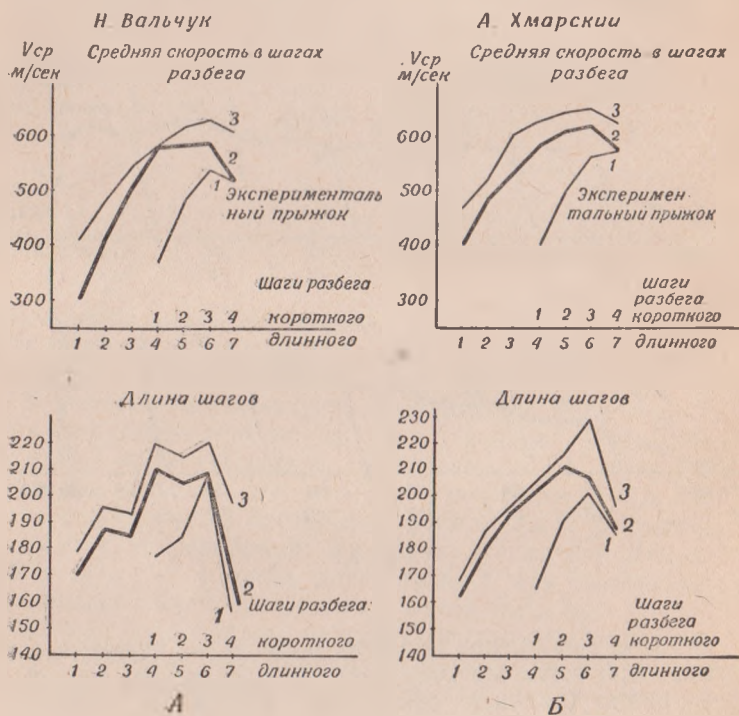 Н. Вальчук
Vср
м/сек
Средняя скорость в шагах
разбега
600
500
400
300
3
2
1
Эксперименталь
ный прыжок
Шаги разбега
1 2 3 4
короткого
1 2 3 4 5 6 7
длинного
А. Хмарскии
Vср
м/сек
Средняя скорость в шагах
разбега
600
500
400
300
3
2
1
Эксперимен-
тальный прыжок
Шаги
разбега
1 2 3 4 короткого
1 2 3 4 5 6 7 длинного
Длина шагов
220
210
200
190
180
170
160
150
140
3
2
1
Шаги разбега:
1 2 3 4 короткого
1 2 3 4 5 6 7 длинного
А
Длина шагов
230
220
210
200
190
180
170
160
150
140
3
2
1
Шаги
разбега
1 2 3 4 короткого
1 2 3 4 5 6 7 длинного
Б